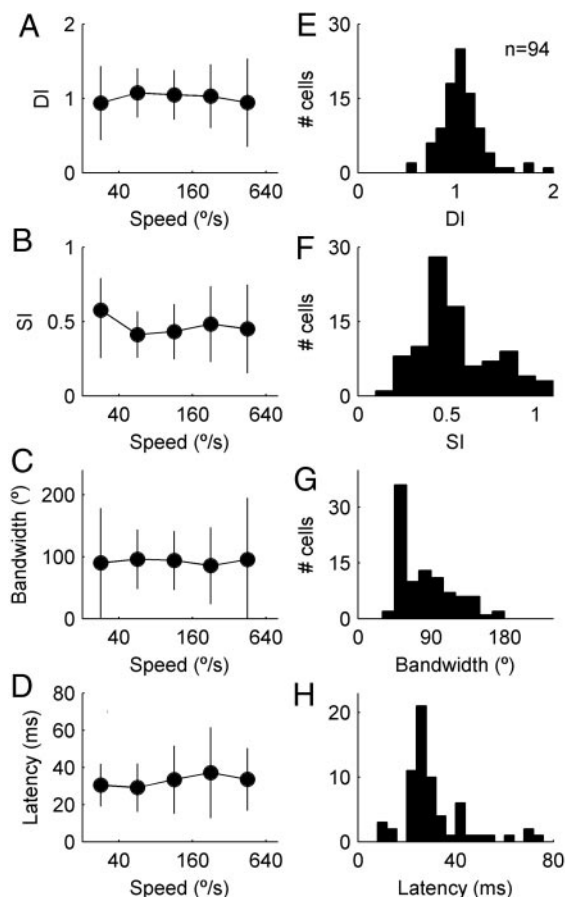 A
2
DI
1
0
40 160 640
Speed (º/s)
E
30
# cells
15
0
n=94
0 1 2
DI
B
1
SI
0.5
0
40 160 640
Speed (º/s)
F
30
# cells
15
0
0 0.5 1
SI
C
Bandwidth (º)
200
100
0
40 160 640
Speed (º/s)
G
# cells
30
15
0
0 90 180
Bandwidth (º)
D
80
Latency (ms)
60
40
20
0
40 160 640
Speed (º/s)
H
20
10
0
0 40 80
Latency (ms)